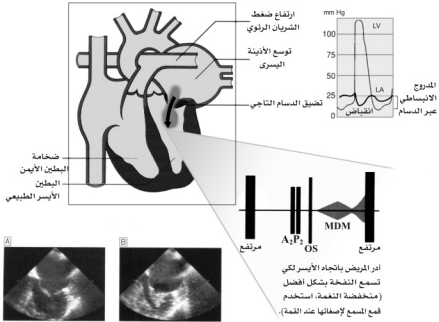 ارتفاع ضغط
الشريان الرئوي
توسع الأذينة
اليسرى
تضيق الدسام التاجي
ضخامة
البطين الأيمن
البطين
الأيسر الطبيعي
mm Hg
100
75
50
25
0
LV
LA
انقباض
المدروج
الانبساطي
عبر الدسام
A₂P₂
OS
MDM
مرتفع
مرتفع
أدر المريض باتجاه الأيسر لكي
تسمع النفخة بشكل أفضل
(منخفضة النغمة، استخدم
قمع المسمع لإصغائها عند القمة).
A
B